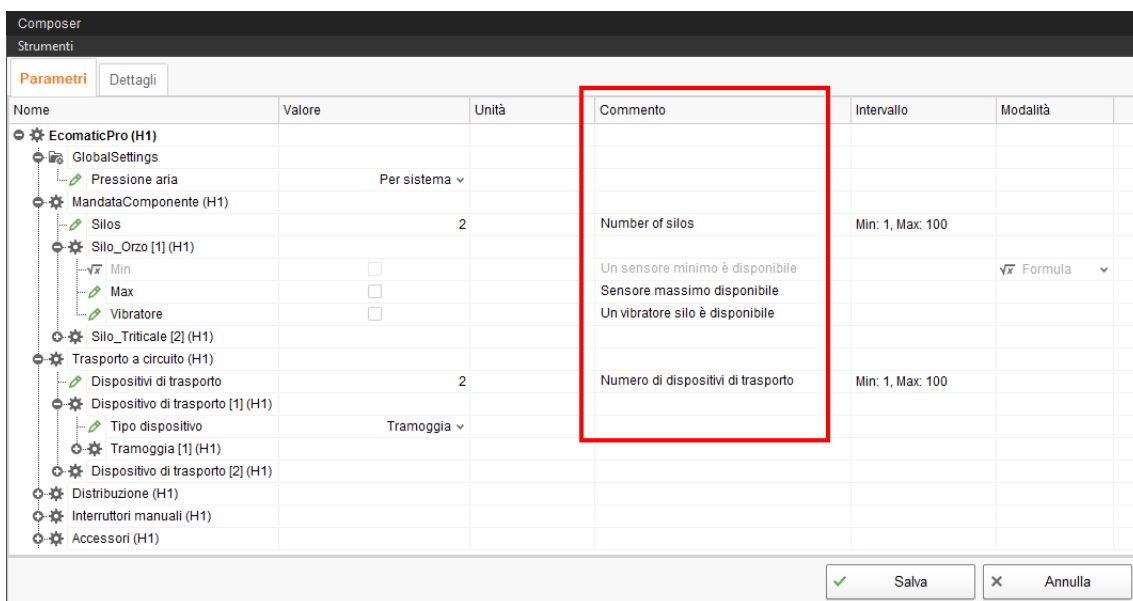 Composer
Strumenti
Parametri Dettagli
Nome Valore Unità Commento Intervallo Modalità
EcomaticPro (H1)
GlobalSettings
Pressione aria Per sistema
MandataComponente (H1)
Silos 2 Number of silos Min: 1, Max: 100
Silo_Orzo [1] (H1)
Min Un sensore minimo è disponibile Formula
Max Sensore massimo disponibile
Vibratore Un vibratore silo è disponibile
Silo_Triticale [2] (H1)
Trasporto a circuito (H1)
Dispositivi di trasporto 2 Numero di dispositivi di trasporto Min: 1, Max: 100
Dispositivo di trasporto [1] (H1)
Tipo dispositivo Tramoggia
Tramoggia [1] (H1)
Dispositivo di trasporto [2] (H1)
Distribuzione (H1)
Interruttori manuali (H1)
Accessori (H1)
Salva Annulla